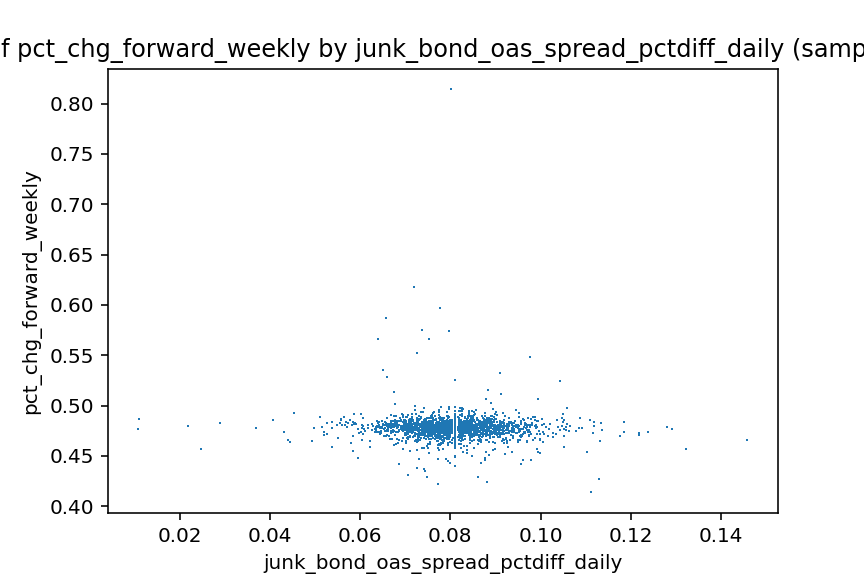 f pct_chg_forward_weekly by junk_bond_oas_spread_pctdiff_daily (samp
0.80
0.75
0.70
0.65
0.60
0.55
0.50
0.45
0.40
pct_chg_forward_weekly
0.02 0.04 0.06 0.08 0.10 0.12 0.14
junk_bond_oas_spread_pctdiff_daily